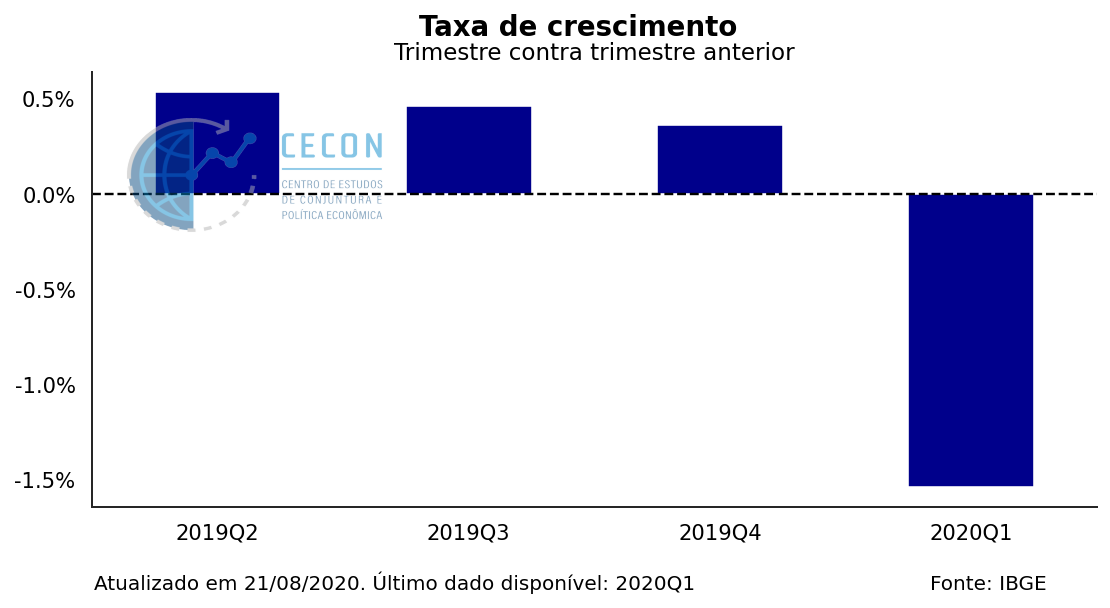 Taxa de crescimento
Trimestre contra trimestre anterior
0.5%
0.0%
-0.5%
-1.0%
-1.5%
CECON
CENTRO DE ESTUDOS
DE CONJUNTURA E
POLÍTICA ECONÔMICA
2019Q2
2019Q3
2019Q4
2020Q1
Atualizado em 21/08/2020. Último dado disponível: 2020Q1
Fonte: IBGE